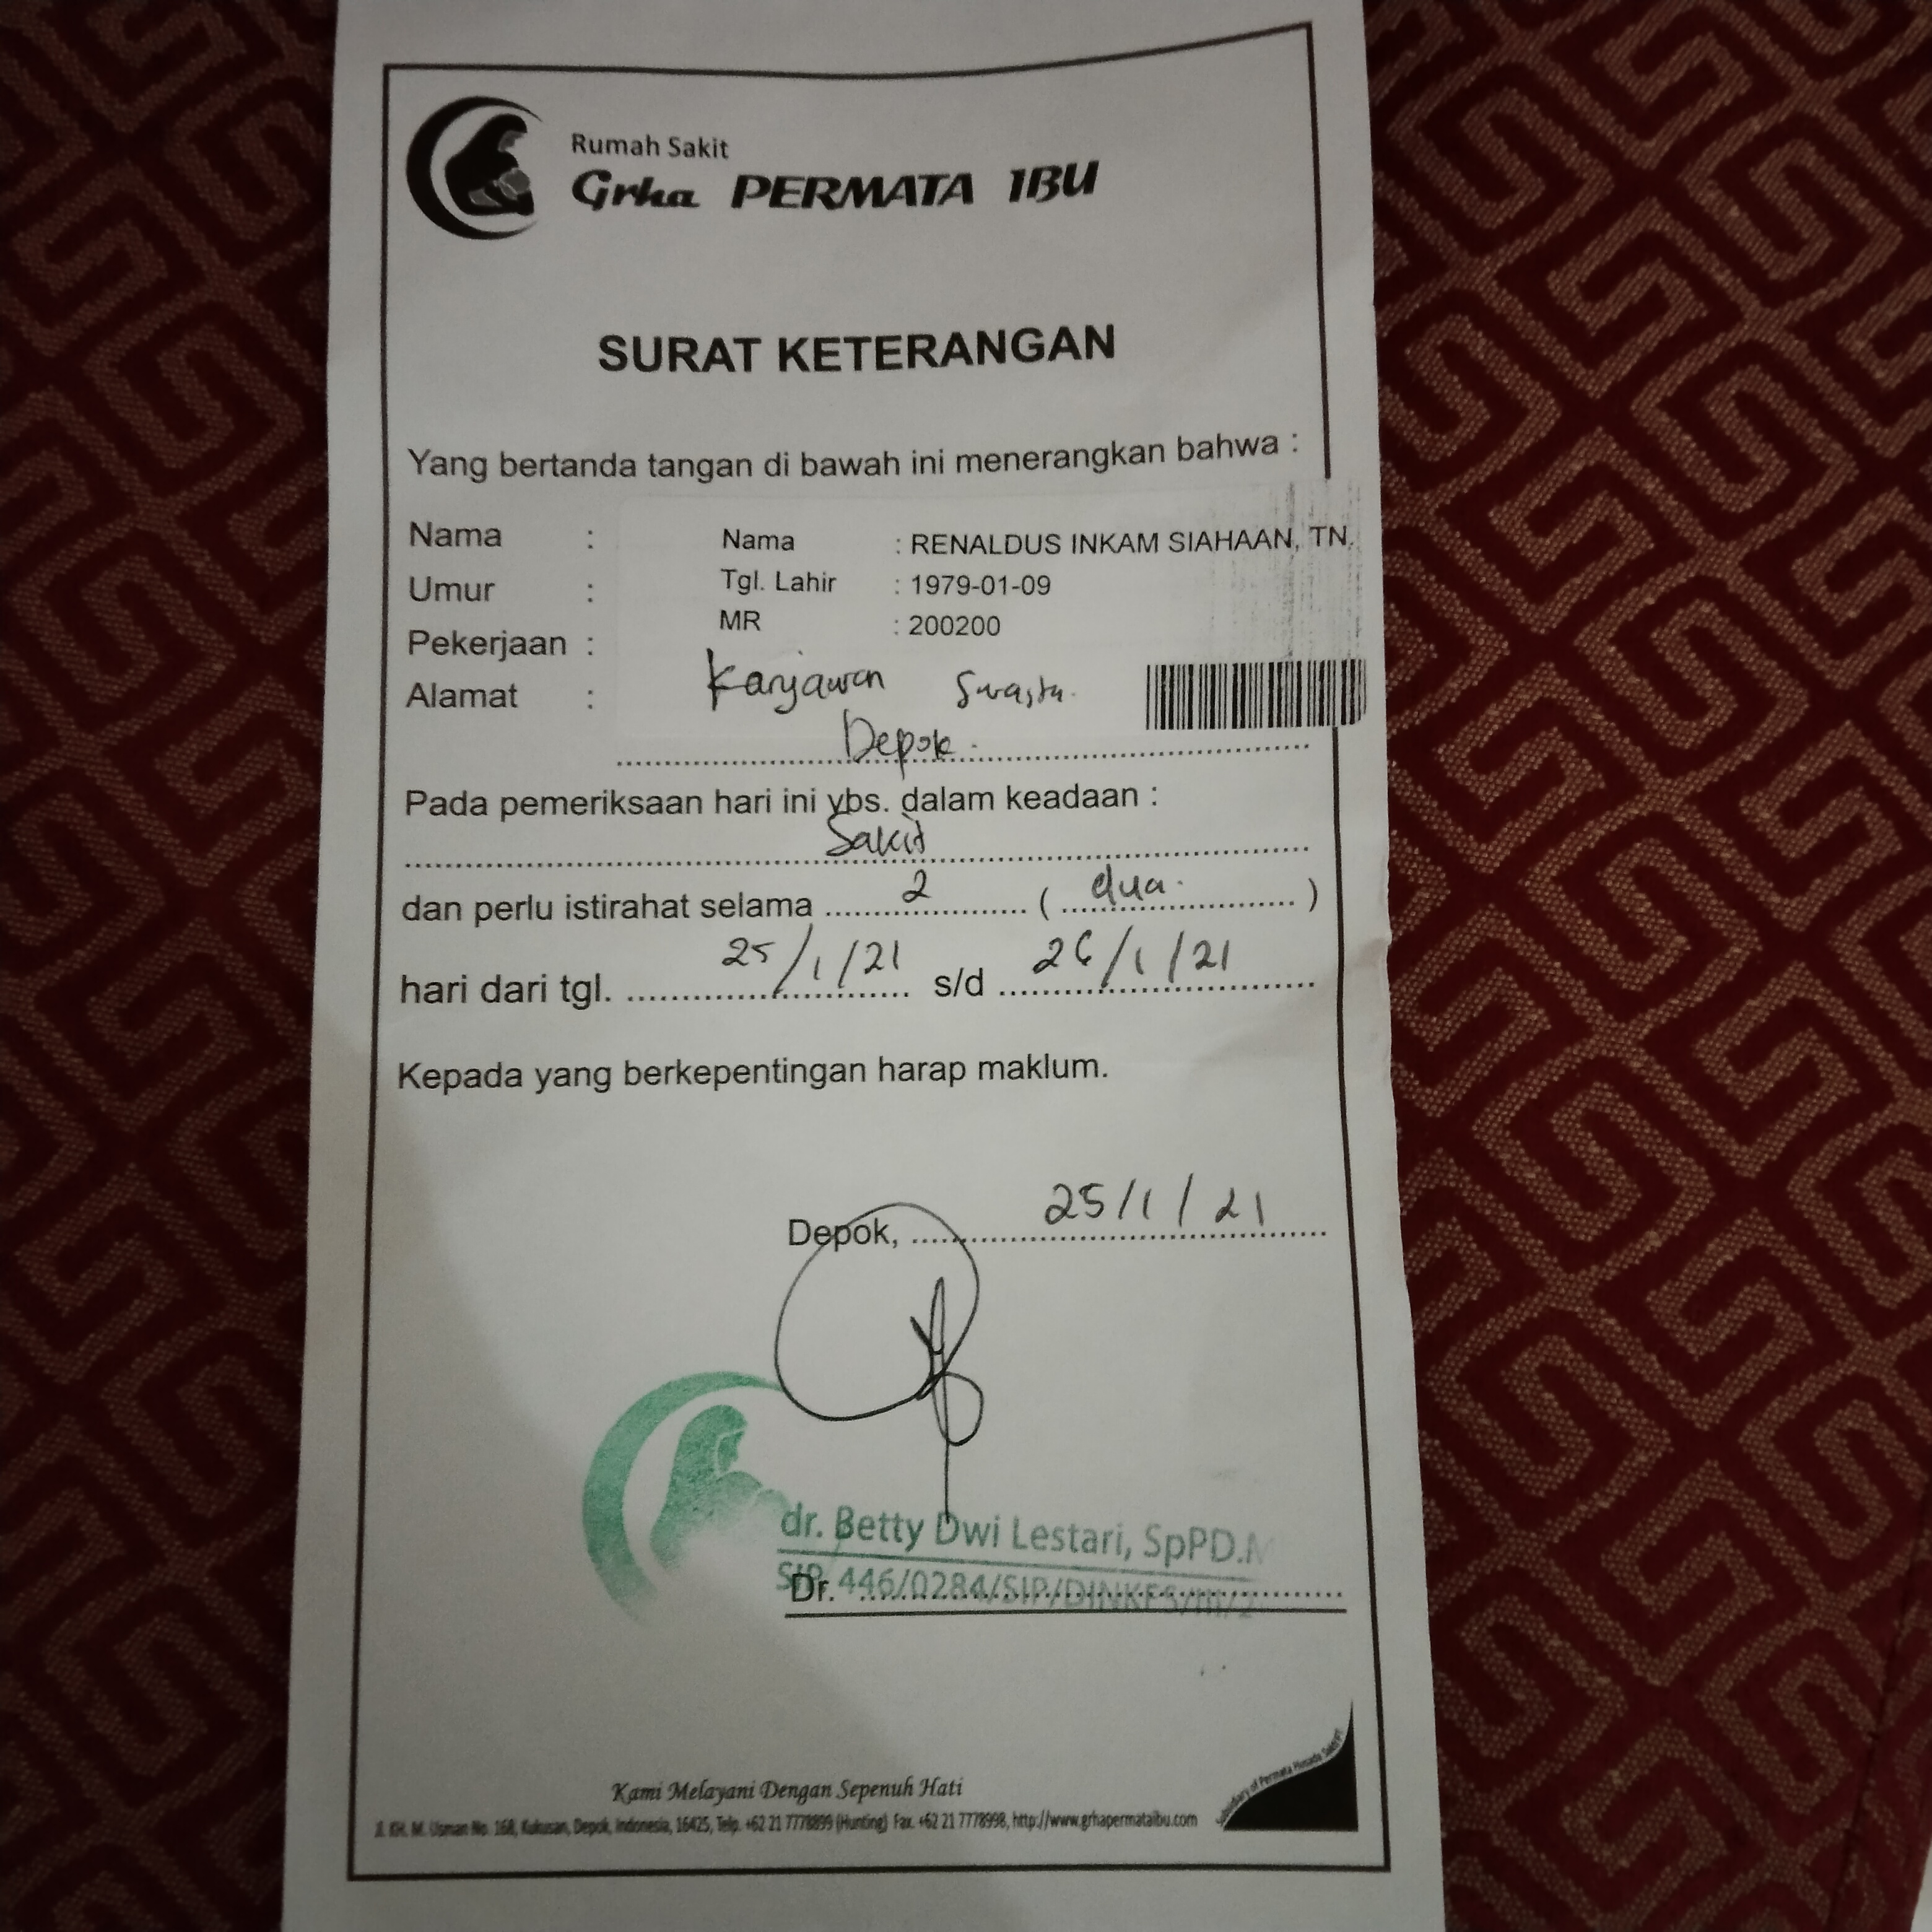 Rumah Sakit
Grha PERMATA IBU
SURAT KETERANGAN
Yang bertanda tangan di bawah ini menerangkan bahwa :
Nama : Nama : RENALDUS INKAM SIAHAAN, TN.
Umur : Tgl. Lahir : 1979-01-09
MR : 200200
Pekerjaan : Karyawan Swasta.
Alamat : Depok.
Pada pemeriksaan hari ini ybs. dalam keadaan :
Sakit
dan perlu istirahat selama 2 ( dua. )
hari dari tgl. 25/1/21 s/d 26/1/21
Kepada yang berkepentingan harap maklum.
Depok, 25/1/21
dr. Betty Dwi Lestari, SpPD.M
SIP. 446/0284/SIP/DINKES/III/2
Dr.
Kami Melayani Dengan Sepenuh Hati
Jl. KH. M. Usman No. 168, Kukusan, Depok, Indonesia, 16425, Telp. +62 21 7778899 (Hunting) Fax. +62 21 7778998, http://www.grhapermataibu.com
Subsidiary of Permata Husada Sakti PT